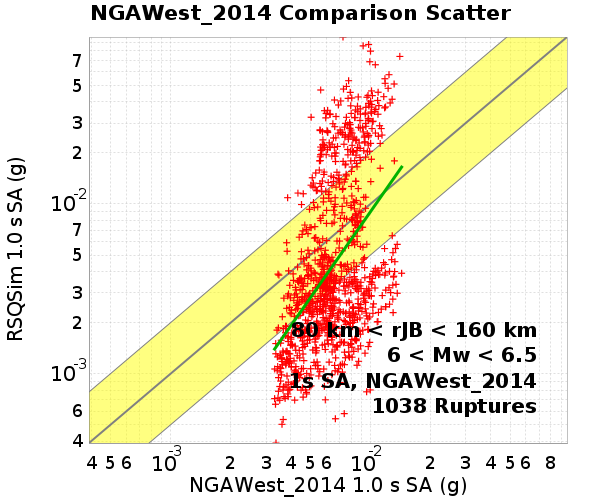 NGAWest_2014 Comparison Scatter
RSQSim 1.0 s SA (g)
7
5
3
2
10-2
7
5
3
2
10-3
6
4
80 km < rJB < 160 km
6 < Mw < 6.5
1s SA, NGAWest_2014
1038 Ruptures
4 5 6 10-3 2 3 4 5 6 10-2 2 3 4 5 6 8
NGAWest_2014 1.0 s SA (g)